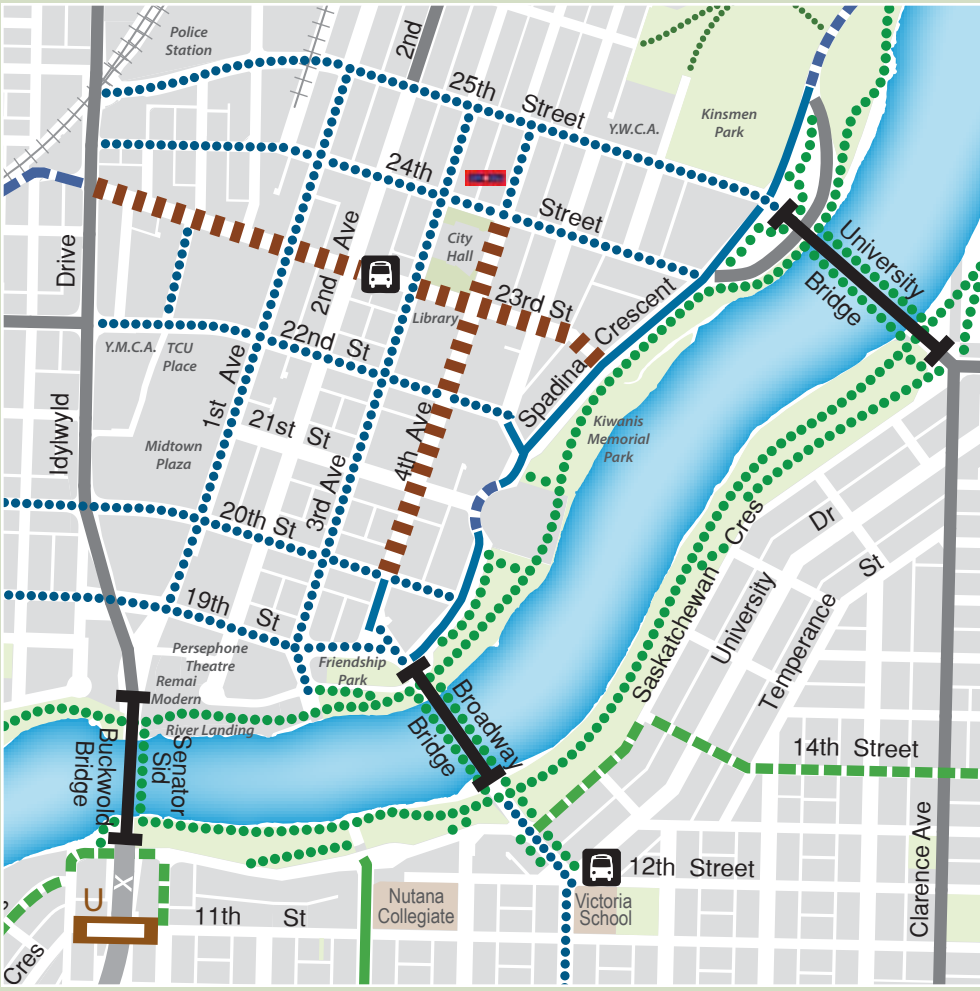 Police
Station
2nd
25th Street
Y.W.C.A.
Kinsmen
Park
24th Street
City
Hall
2nd Ave
Drive
Library
23rd St
University
Bridge
Spadina Crescent
22nd St
Y.M.C.A.
TCU
Place
1st Ave
21st St
4th Ave
Kiwanis
Memorial
Park
Idylwyld
Midtown
Plaza
3rd Ave
20th St
Saskatchewan Cres
University Dr
Temperance St
19th St
Persephone
Theatre
Friendship
Park
Remai
Modern
River Landing
Broadway
Bridge
Senator
Sid
Buckwold
Bridge
14th Street
Clarence Ave
12th Street
Nutana
Collegiate
Victoria
School
U
11th St
Cres